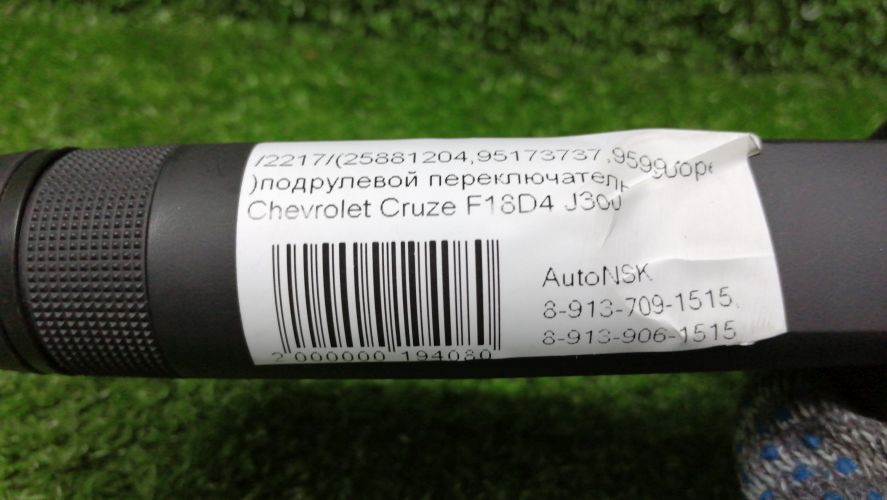 /2217/(25881204,95173737
)подрулевой переключатель
Chevrolet Cruze F18D4 J300
2 000000 194080
AutoNSK
8-913-709-1515,
8-913-906-1515